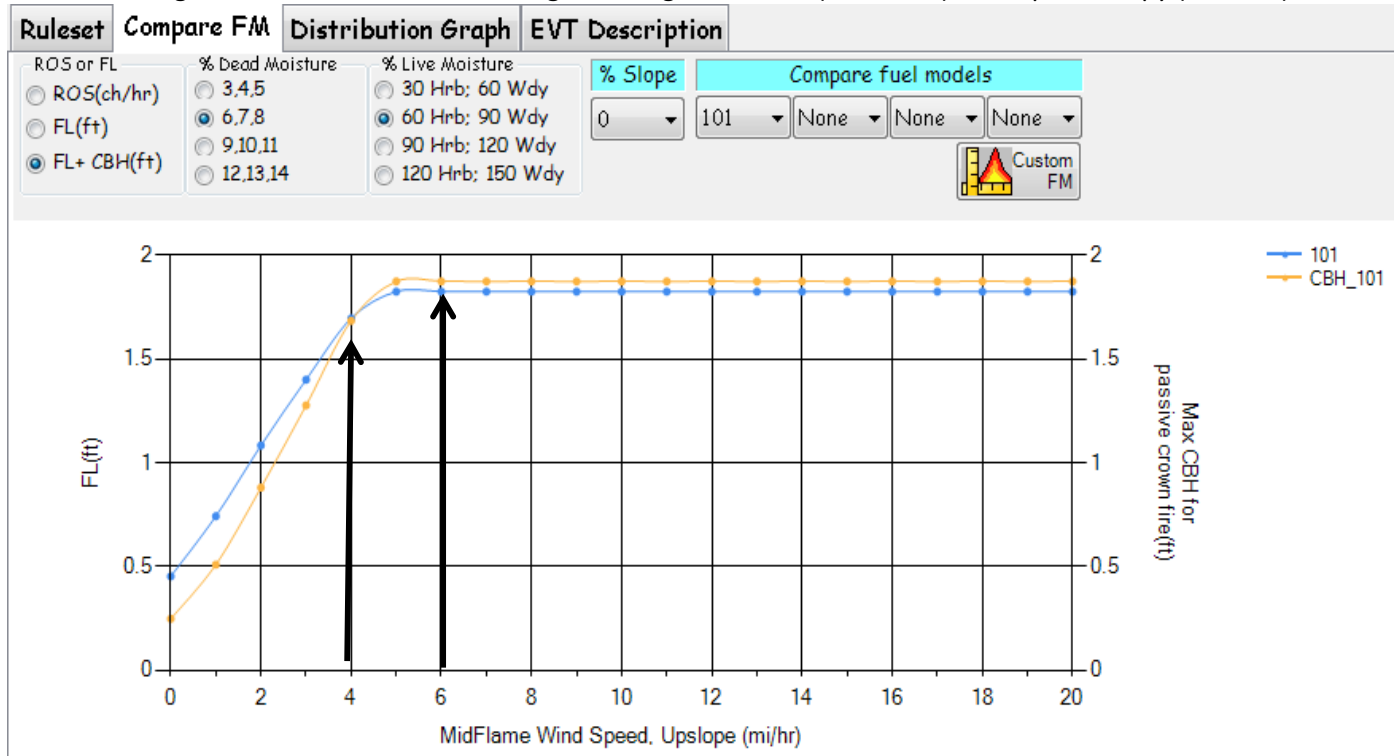 Ruleset Compare FM Distribution Graph EVT Description
ROS or FL
ROS(ch/hr)
FL(ft)
FL+ CBH(ft)
% Dead Moisture
3,4,5
6,7,8
9,10,11
12,13,14
% Live Moisture
30 Hrb; 60 Wdy
60 Hrb; 90 Wdy
90 Hrb; 120 Wdy
120 Hrb; 150 Wdy
% Slope
0
Compare fuel models
101 None None None
Custom
FM
2
1.5
1
0.5
0
FL(ft)
2
1.5
1
0.5
0
Max CBH for
passive crown fire(ft)
0 2 4 6 8 10 12 14 16 18 20
MidFlame Wind Speed, Upslope (mi/hr)
101
CBH_101